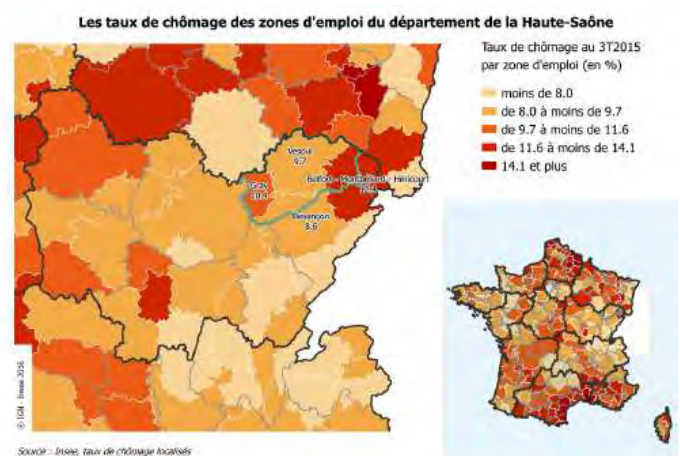 Les taux de chômage des zones d'emploi du département de la Haute-Saône
Taux de chômage au 3T2015
par zone d'emploi (en %)
moins de 8.0
de 8.0 à moins de 9.7
de 9.7 à moins de 11.6
de 11.6 à moins de 14.1
14.1 et plus
Vesoul
9.7
Belfort - Montbéliard - Héricourt
Gray
Besançon
8.6
© IGN - Insee 2016
Source : Insee, taux de chômage localisés